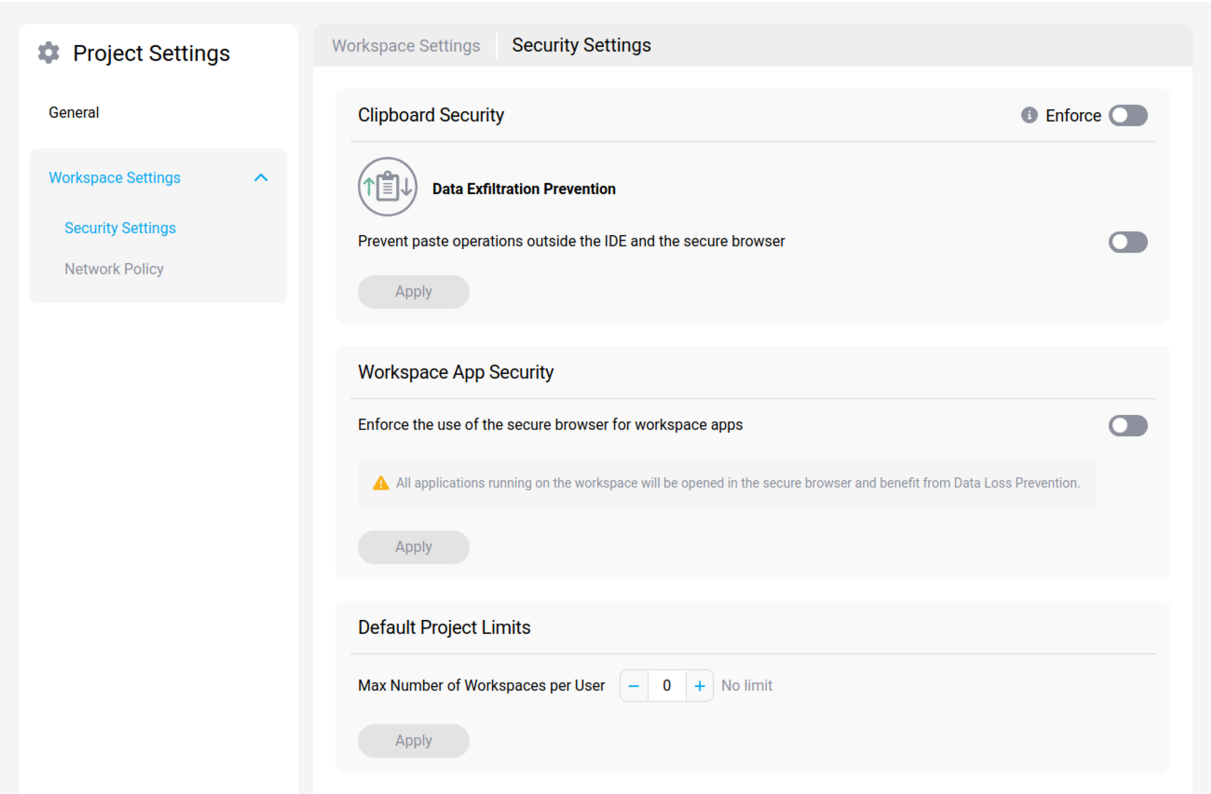 Project Settings
General
Workspace Settings
Security Settings
Network Policy
Workspace Settings Security Settings
Clipboard Security Enforce
Data Exfiltration Prevention
Prevent paste operations outside the IDE and the secure browser
Apply
Workspace App Security
Enforce the use of the secure browser for workspace apps
All applications running on the workspace will be opened in the secure browser and benefit from Data Loss Prevention.
Apply
Default Project Limits
Max Number of Workspaces per User − 0 + No limit
Apply